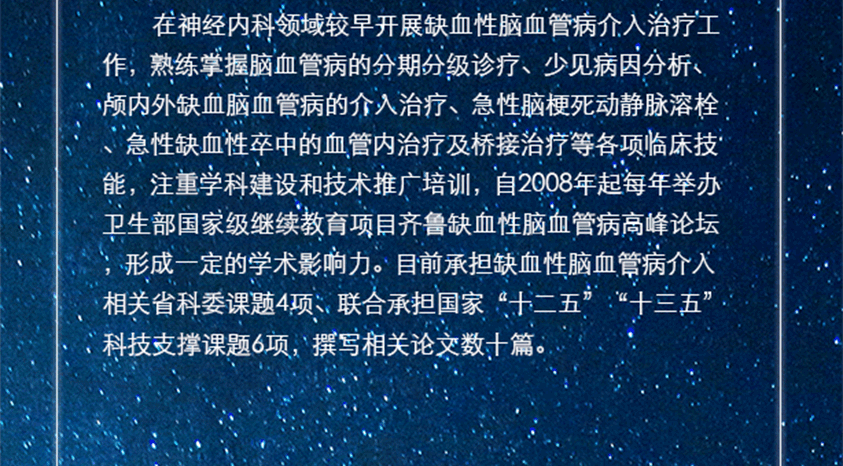 在神经内科领域较早开展缺血性脑血管病介入治疗工
作，熟练掌握脑血管病的分期分级诊疗、少见病因分析、
颅内外缺血脑血管病的介入治疗、急性脑梗死动静脉溶栓
、急性缺血性卒中的血管内治疗及桥接治疗等各项临床技
能，注重学科建设和技术推广培训，自2008年起每年举办
卫生部国家级继续教育项目齐鲁缺血性脑血管病高峰论坛
，形成一定的学术影响力。目前承担缺血性脑血管病介入
相关省科委课题4项、联合承担国家“十二五”“十三五”
科技支撑课题6项，撰写相关论文数十篇。